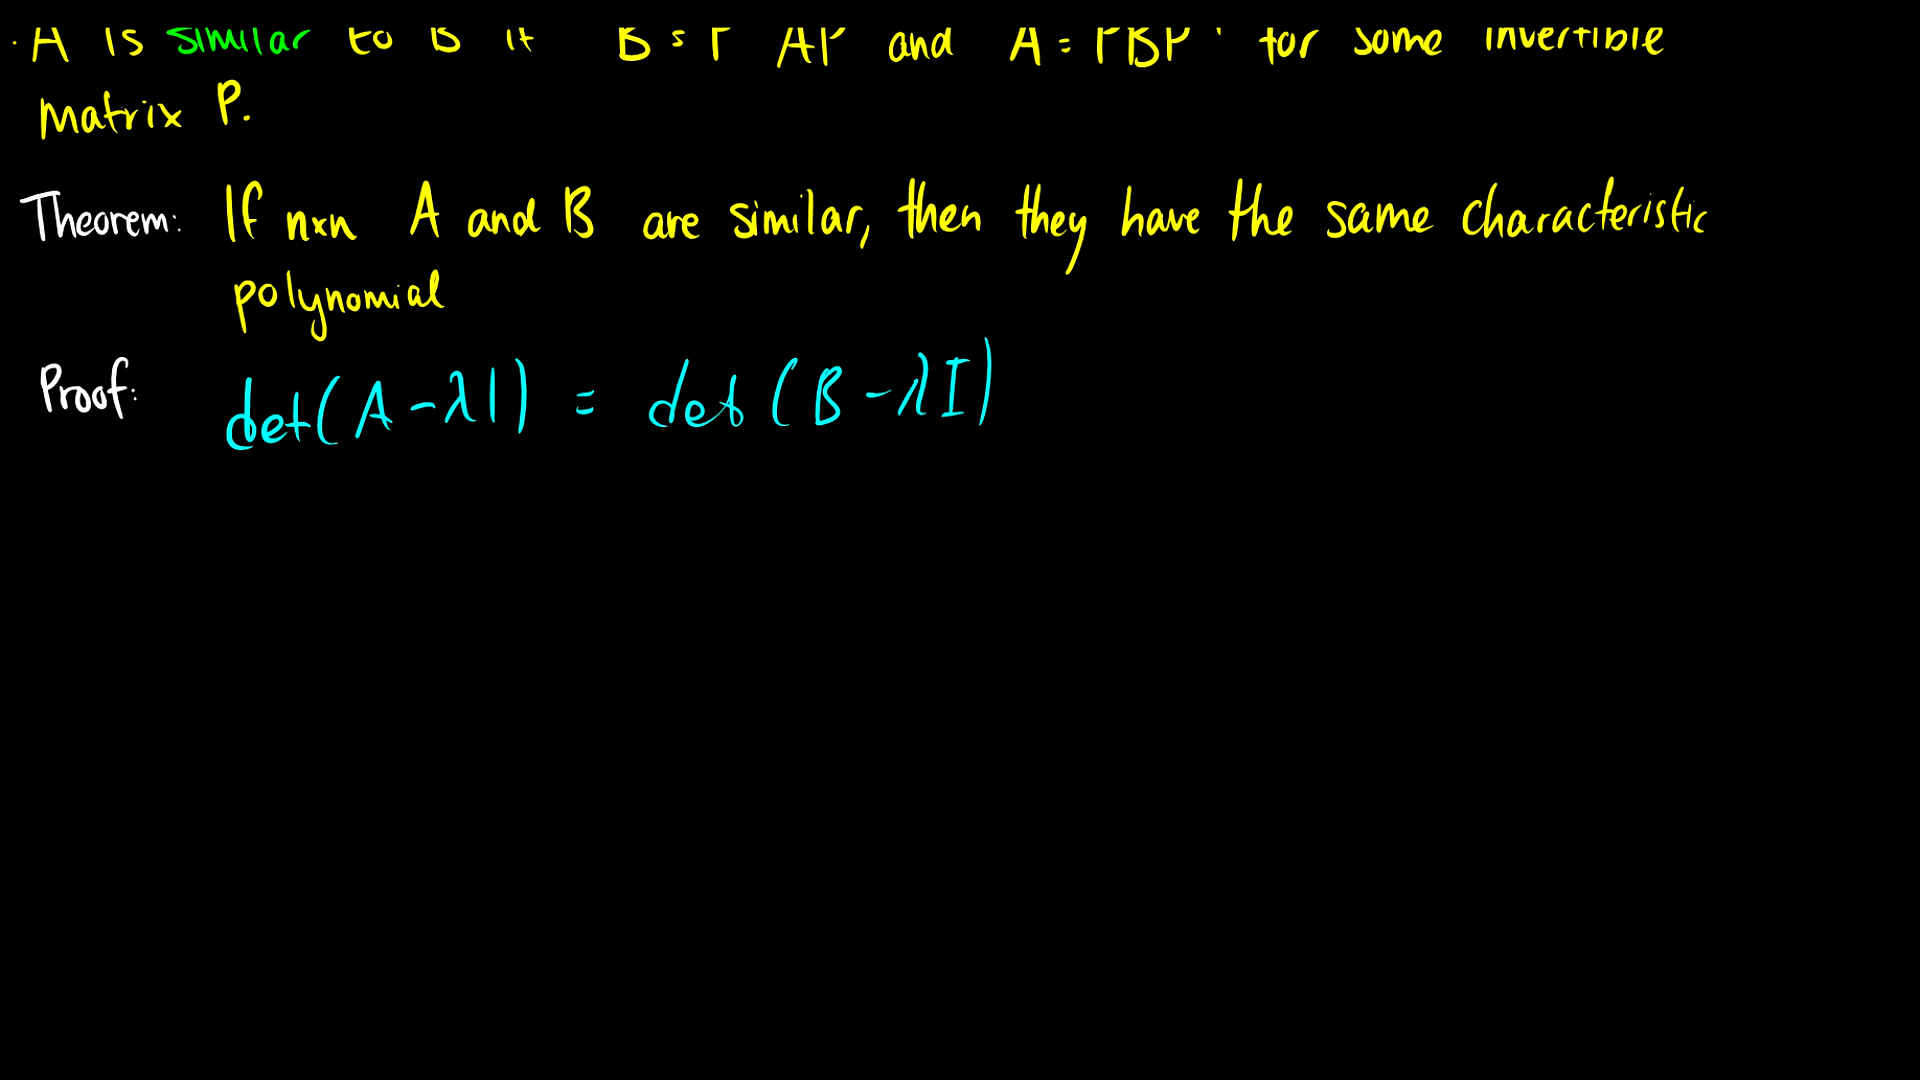 · A is similar to B if B = P AP and A = PBP⁻¹ for some invertible
matrix P.
Theorem: If n×n A and B are similar, then they have the same characteristic
polynomial
Proof: det(A-λI) = det(B-λI)